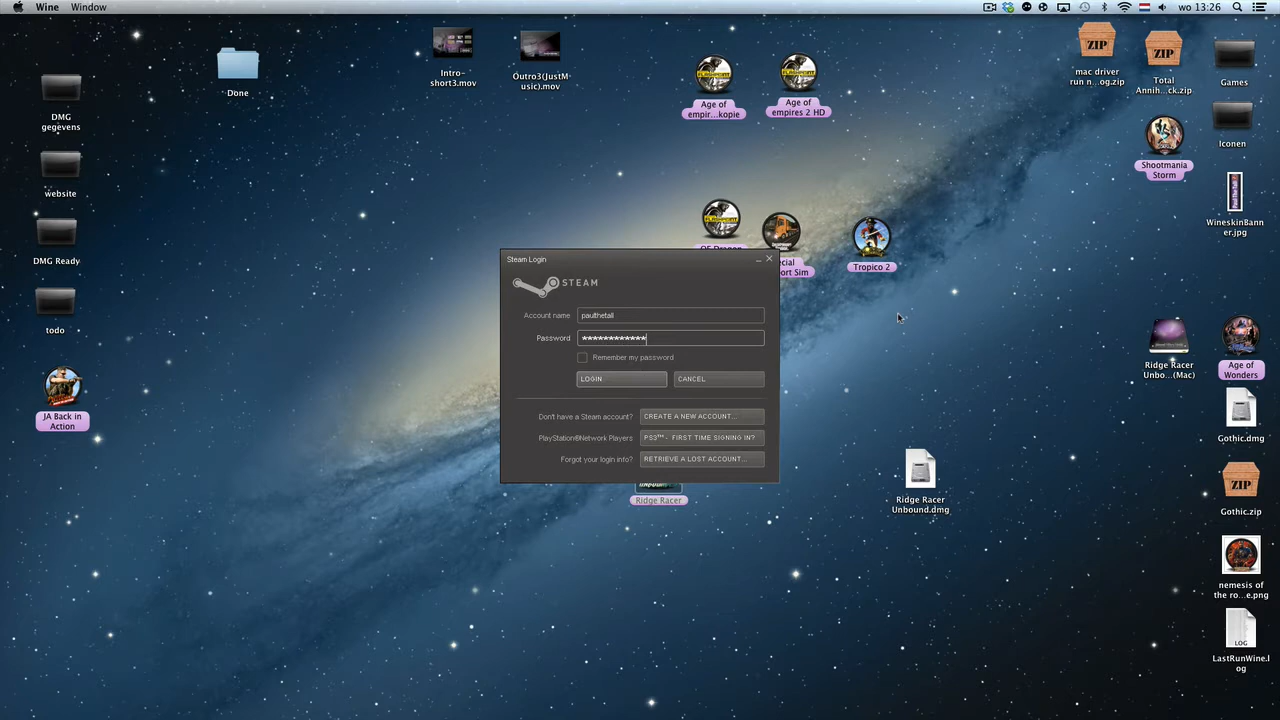 Wine Window
wo 13:26
DMG
gegevens
website
DMG Ready
todo
JA Back in
Action
Done
Intro-
short3.mov
Outro3(JustM
usic).mov
Age of
empir...kopie
Age of
empires 2 HD
Tropico 2
mac driver
run n...og.zip
ZIP
Total
Annih...ck.zip
ZIP
Games
Iconen
Shootmania
Storm
WineskinBann
er.jpg
Ridge Racer
Unbo...(Mac)
Age of
Wonders
Gothic.dmg
ZIP
Gothic.zip
nemesis of
the ro...e.png
LOG
LastRunWine.l
og
Ridge Racer
Unbound.dmg
Ridge Racer
Steam Login
STEAM
Account name paulthetall
Password *************
Remember my password
LOGIN CANCEL
Don't have a Steam account? CREATE A NEW ACCOUNT...
PlayStation®Network Players PS3™ - FIRST TIME SIGNING IN?
Forgot your login info? RETRIEVE A LOST ACCOUNT...